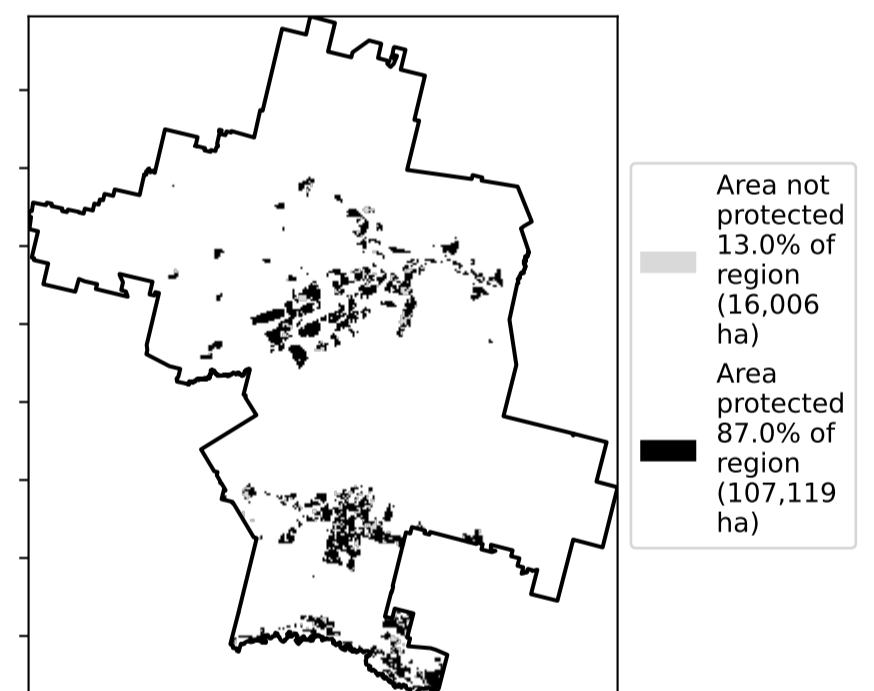 Area not
protected
13.0% of
region
(16,006
ha)
Area
protected
87.0% of
region
(107,119
ha)